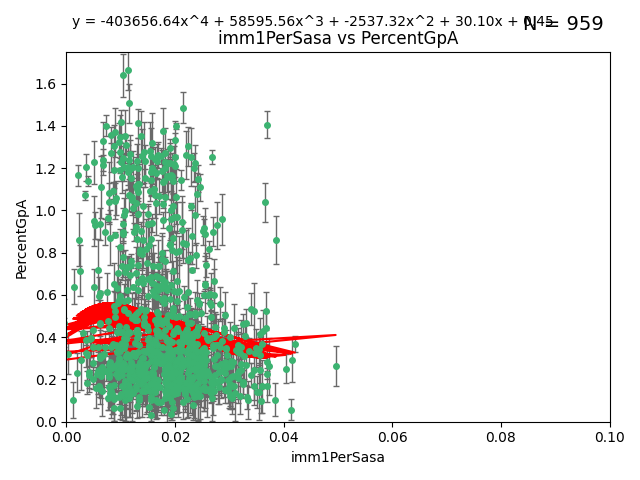 y = -403656.64x^4 + 58595.56x^3 + -2537.32x^2 + 30.10x + 0.45
N = 959
imm1PerSasa vs PercentGpA
PercentGpA
1.6
1.4
1.2
1.0
0.8
0.6
0.4
0.2
0.0
0.00 0.02 0.04 0.06 0.08 0.10
imm1PerSasa